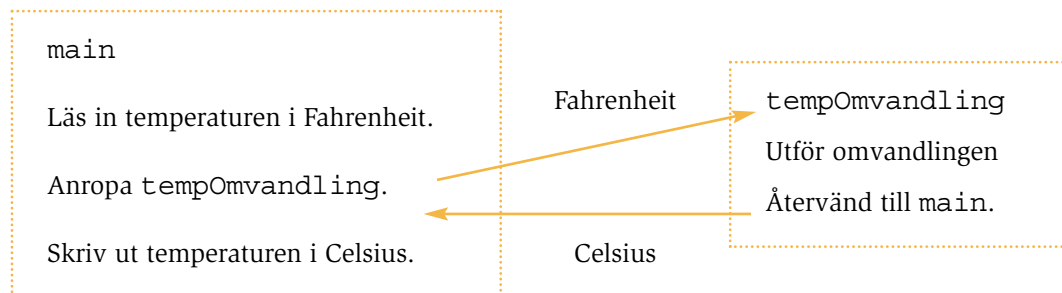 main
Läs in temperaturen i Fahrenheit.
Anropa tempOmvandling.
Skriv ut temperaturen i Celsius.
Fahrenheit
Celsius
tempOmvandling
Utför omvandlingen
Återvänd till main.